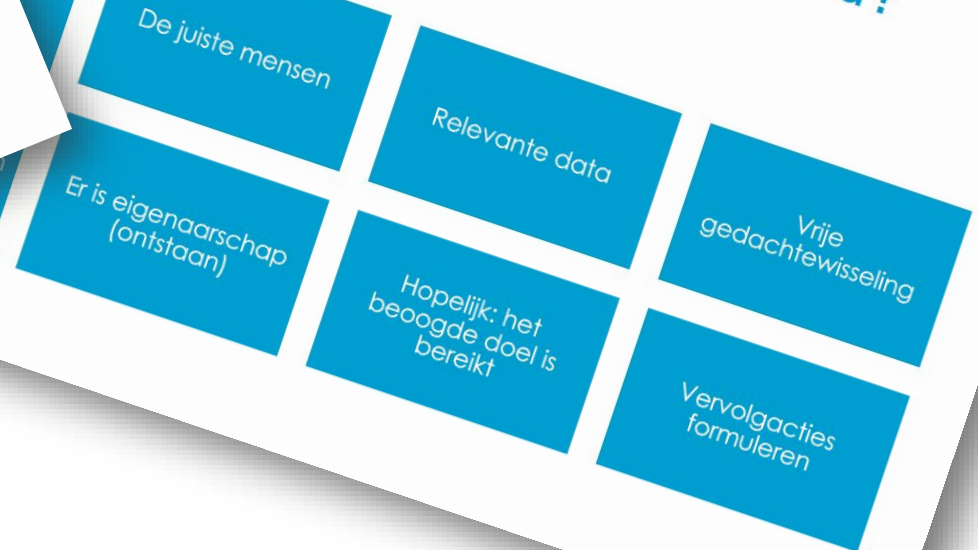 De juiste mensen
Relevante data
Vrije
gedachtewisseling
Er is eigenaarschap
(ontstaan)
Hopelijk: het
beoogde doel is
bereikt
Vervolgacties
formuleren